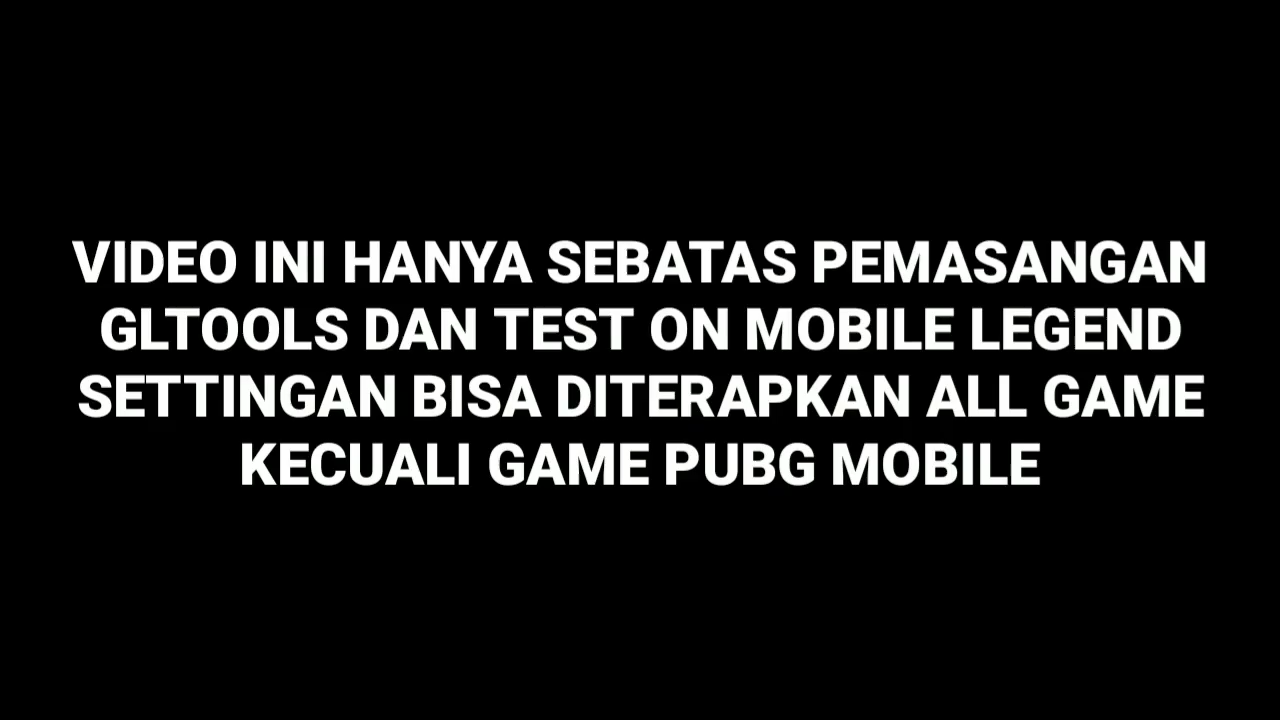 VIDEO INI HANYA SEBATAS PEMASANGAN
GLTOOLS DAN TEST ON MOBILE LEGEND
SETTINGAN BISA DITERAPKAN ALL GAME
KECUALI GAME PUBG MOBILE